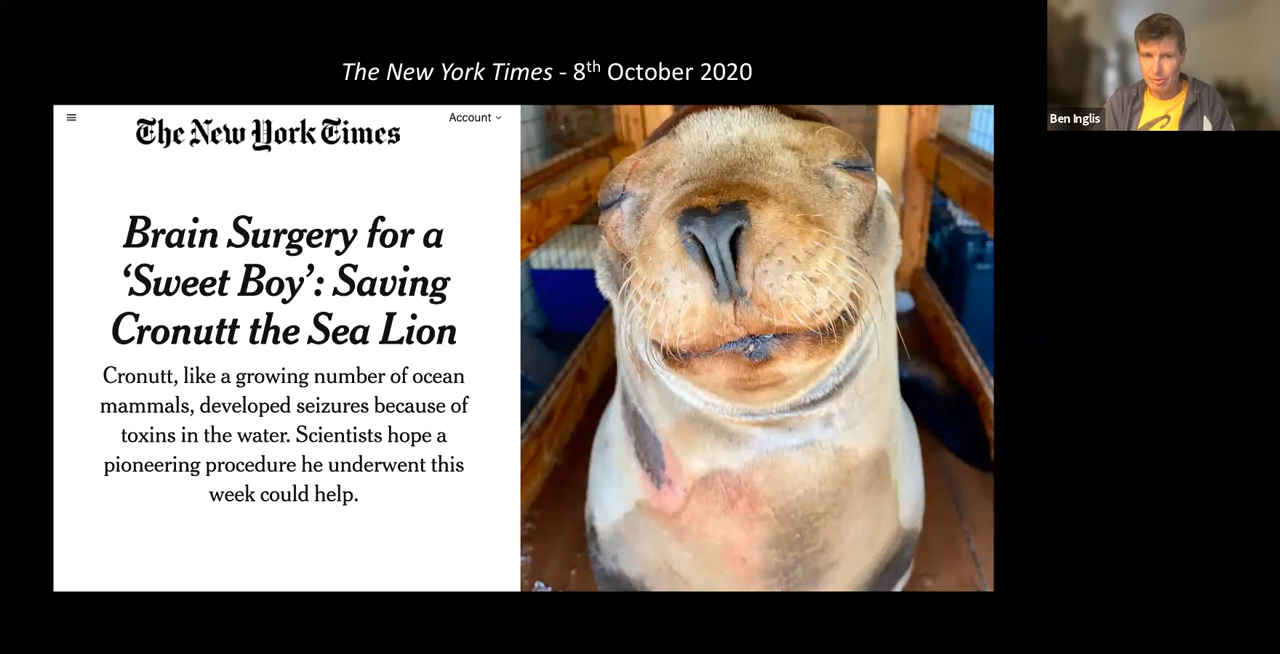 The New York Times - 8th October 2020
Account
The New York Times
Brain Surgery for a
‘Sweet Boy’: Saving
Cronutt the Sea Lion
Cronutt, like a growing number of ocean
mammals, developed seizures because of
toxins in the water. Scientists hope a
pioneering procedure he underwent this
week could help.
Ben Inglis